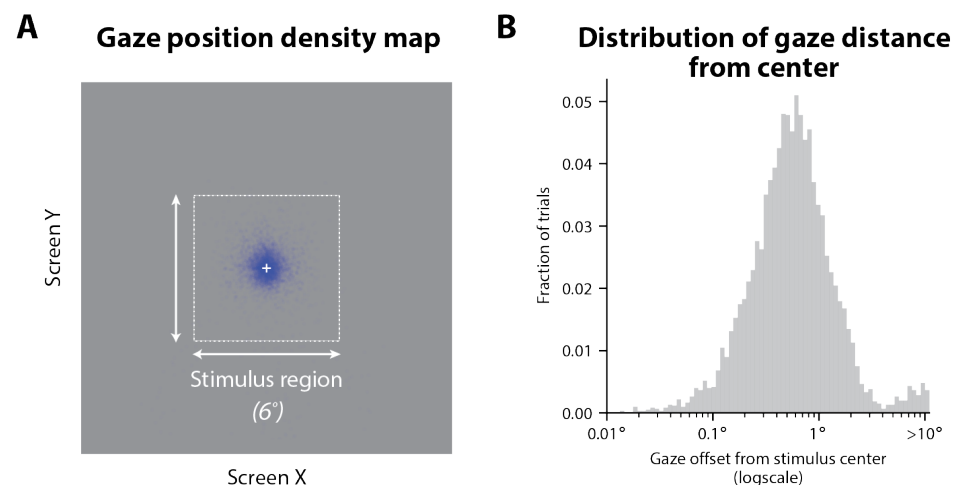 A
Gaze position density map
Screen Y
Stimulus region
(6°)
Screen X
B
Distribution of gaze distance
from center
Fraction of trials
0.05
0.04
0.03
0.02
0.01
0.00
0.01° 0.1° 1° >10°
Gaze offset from stimulus center
(logscale)